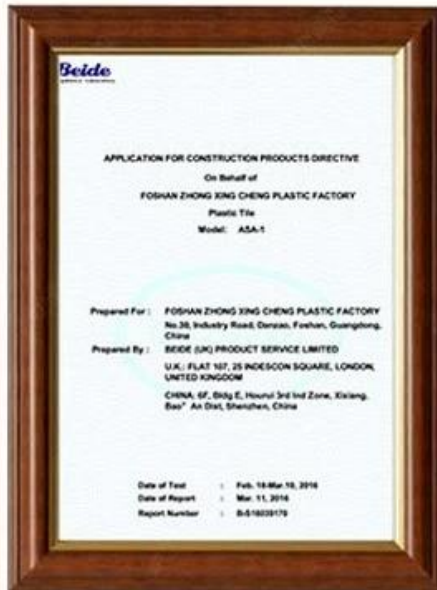 Beide
APPLICATION FOR CONSTRUCTION PRODUCTS DIRECTIVE
On Behalf of
FOSHAN ZHONG XING CHENG PLASTIC FACTORY
Plastic Tile
Model: ASA-1
Prepared For : FOSHAN ZHONG XING CHENG PLASTIC FACTORY
No.30, Industry Road, Danzao, Foshan, Guangdong,
China
Prepared By : BEIDE (UK) PRODUCT SERVICE LIMITED
U.K.: FLAT 107, 25 INDESCON SQUARE, LONDON,
UNITED KINGDOM
CHINA: 6F, Bldg E, Hourui 3rd Ind Zone, Xixiang,
Bao" An Dist, Shenzhen, China
Date of Test : Feb. 18-Mar.10, 2016
Date of Report : Mar. 11, 2016
Report Number :